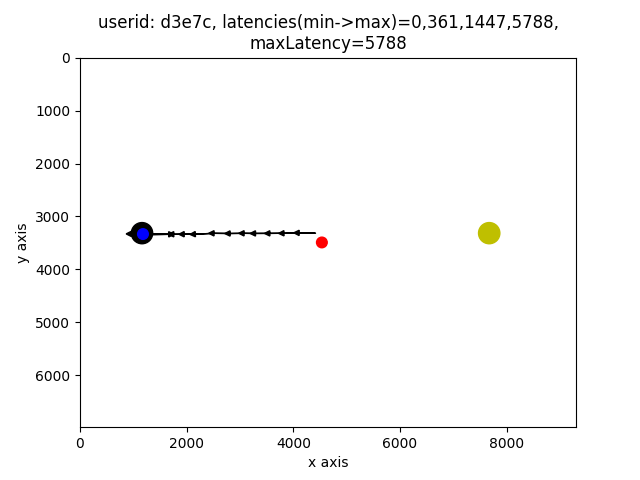 userid: d3e7c, latencies(min->max)=0,361,1447,5788,
maxLatency=5788
0
1000
2000
3000
4000
5000
6000
y axis
0 2000 4000 6000 8000
x axis